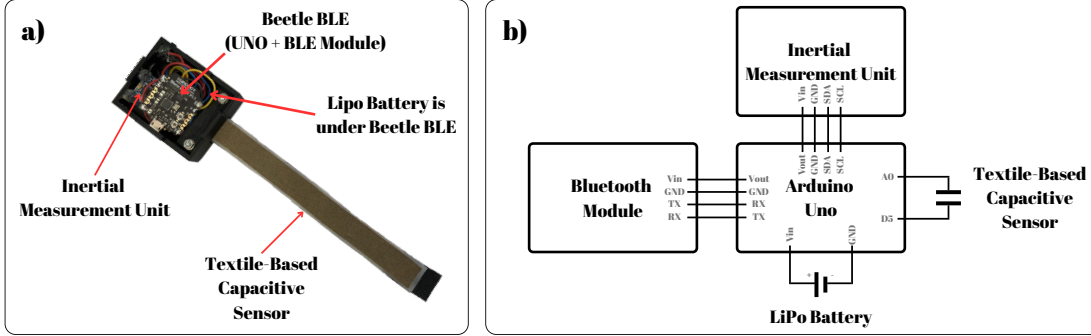 a)
Beetle BLE
(UNO + BLE Module)
Lipo Battery is
under Beetle BLE
Inertial
Measurement Unit
Textile-Based
Capacitive
Sensor
b)
Inertial
Measurement Unit
Vin GND SDA SCL
Vout GND SDA SCL
Bluetooth
Module
Vin
GND
TX
RX
Vout
GND
RX
TX
Arduino
Uno
A0
D5
Vin
GND
+ -
LiPo Battery
Textile-Based
Capacitive
Sensor